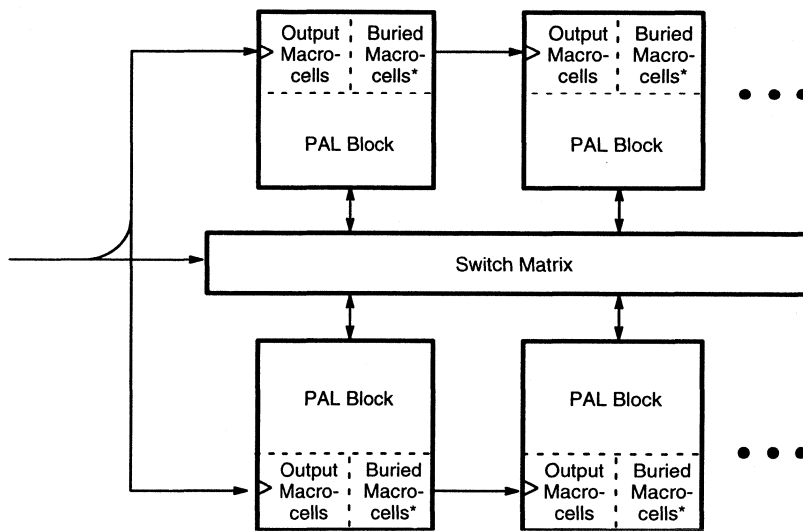 Output Buried
Macro- Macro-
cells cells*
PAL Block
Output Buried
Macro- Macro-
cells cells*
PAL Block
Switch Matrix
PAL Block
Output Buried
Macro- Macro-
cells cells*
PAL Block
Output Buried
Macro- Macro-
cells cells*